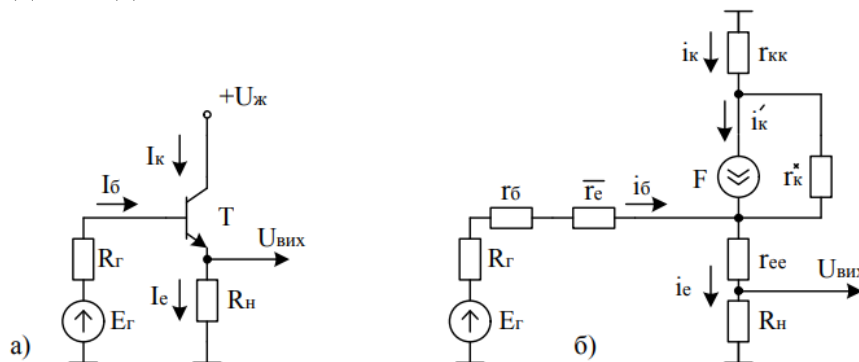 +Uж
Iк
Iб
T
Uвих
Rг
Iе
Rн
Eг
а)
iк
rкк
iк′
F
rк*
rб
rе
iб
Rг
rее
Uвих
iе
Rн
Eг
б)